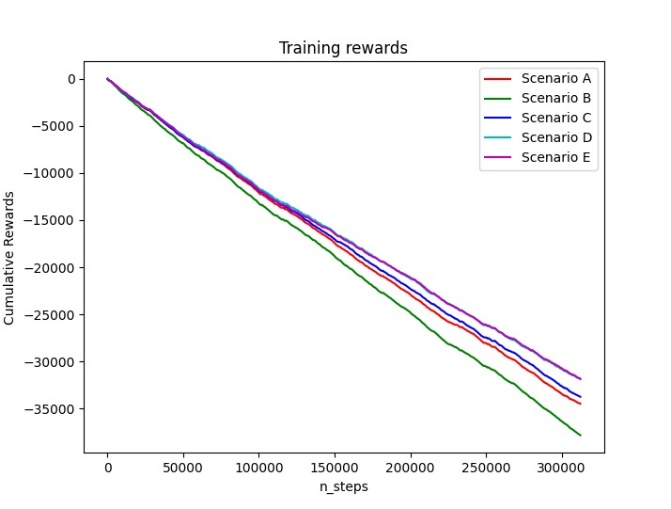 Training rewards
Scenario A
Scenario B
Scenario C
Scenario D
Scenario E
Cumulative Rewards
0
−5000
−10000
−15000
−20000
−25000
−30000
−35000
0
50000
100000
150000
200000
250000
300000
n_steps